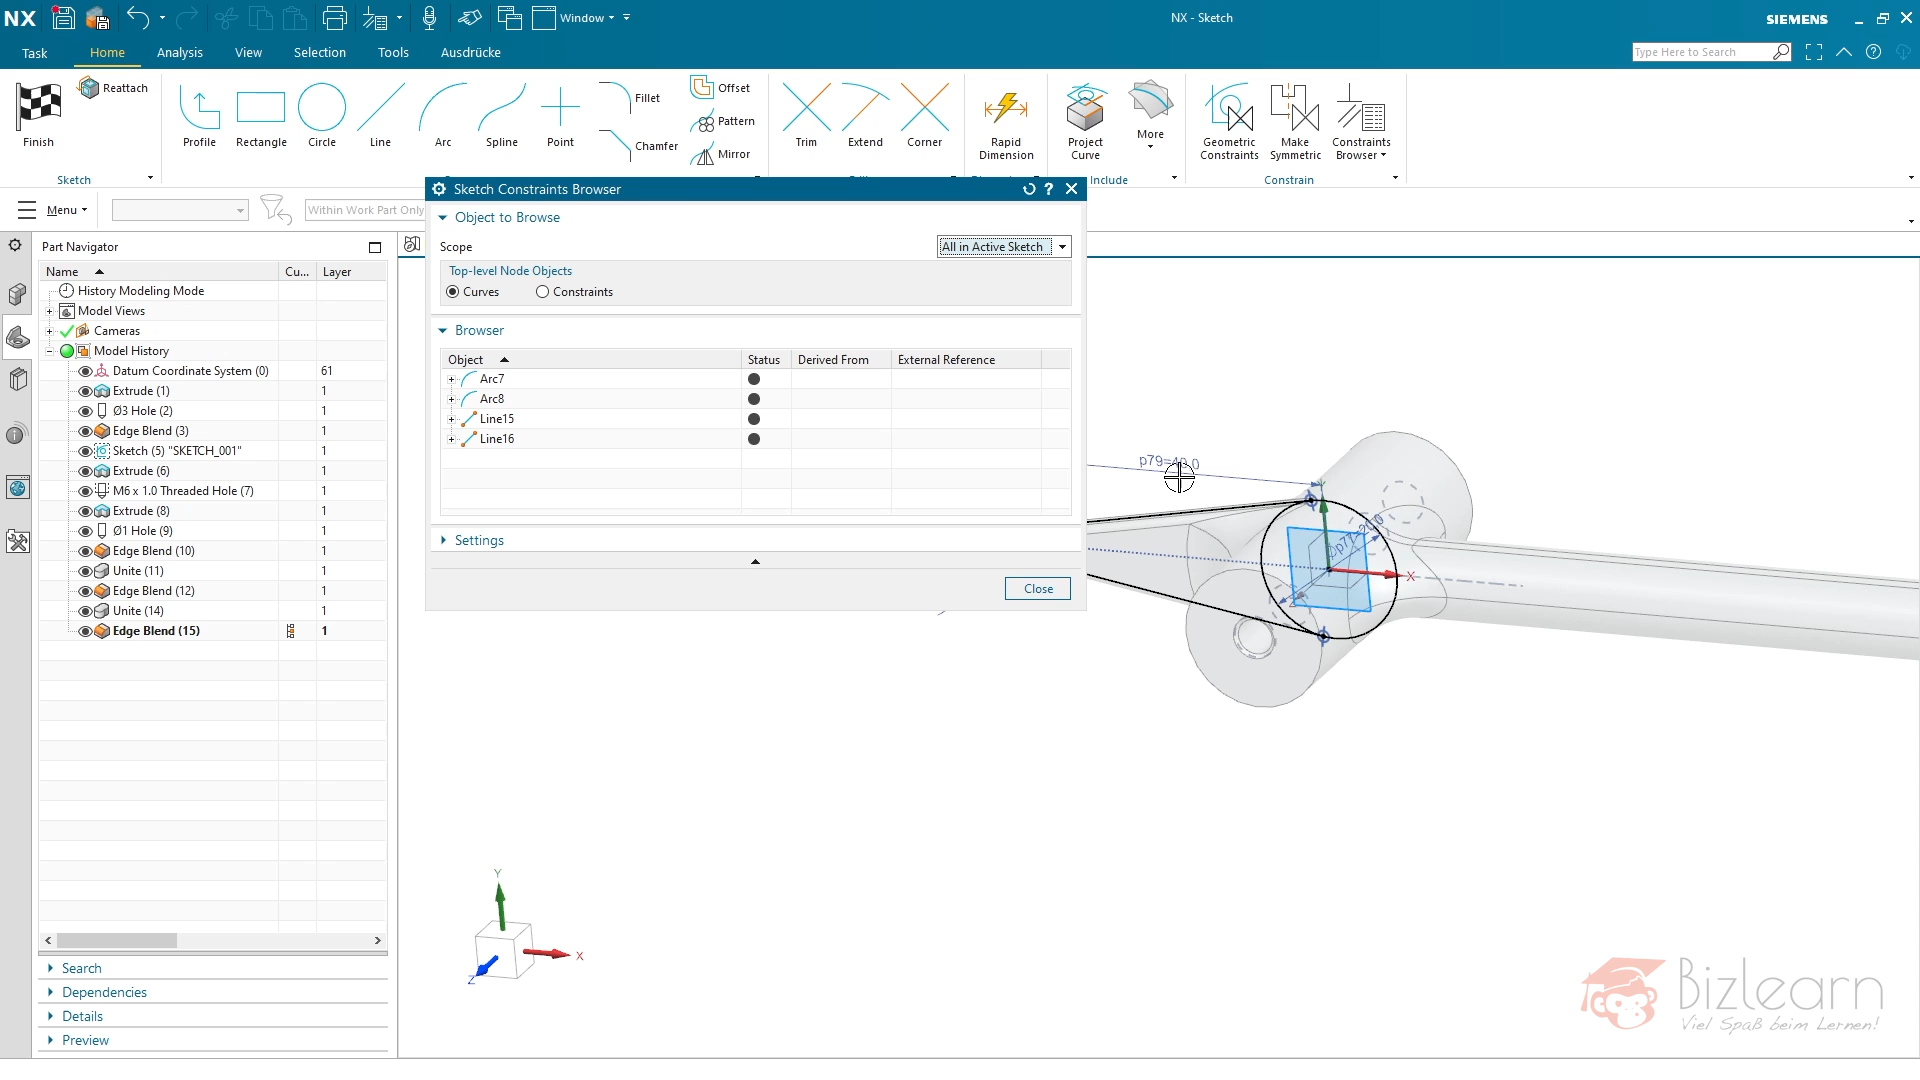 NX
Window
NX - Sketch
SIEMENS
Task
Home
Analysis
View
Selection
Tools
Ausdrücke
Type Here to Search
Finish
Reattach
Profile
Rectangle
Circle
Line
Arc
Spline
Point
Fillet
Chamfer
Offset
Pattern
Mirror
Trim
Extend
Corner
Rapid Dimension
Project Curve
More
Geometric Constraints
Make Symmetric
Constraints Browser
Sketch
Include
Constrain
Menu
Within Work Part Only
Part Navigator
Name
Cu...
Layer
History Modeling Mode
Model Views
Cameras
Model History
Datum Coordinate System (0) 61
Extrude (1) 1
Ø3 Hole (2) 1
Edge Blend (3) 1
Sketch (5) "SKETCH_001" 1
Extrude (6) 1
M6 x 1.0 Threaded Hole (7) 1
Extrude (8) 1
Ø1 Hole (9) 1
Edge Blend (10) 1
Unite (11) 1
Edge Blend (12) 1
Unite (14) 1
Edge Blend (15) 1
Search
Dependencies
Details
Preview
Sketch Constraints Browser
Object to Browse
Scope
All in Active Sketch
Top-level Node Objects
Curves
Constraints
Browser
Object
Status
Derived From
External Reference
Arc7
Arc8
Line15
Line16
Settings
Close
p79=40.0
X
Y
X
Z
Bizlearn
Viel Spaß beim Lernen!